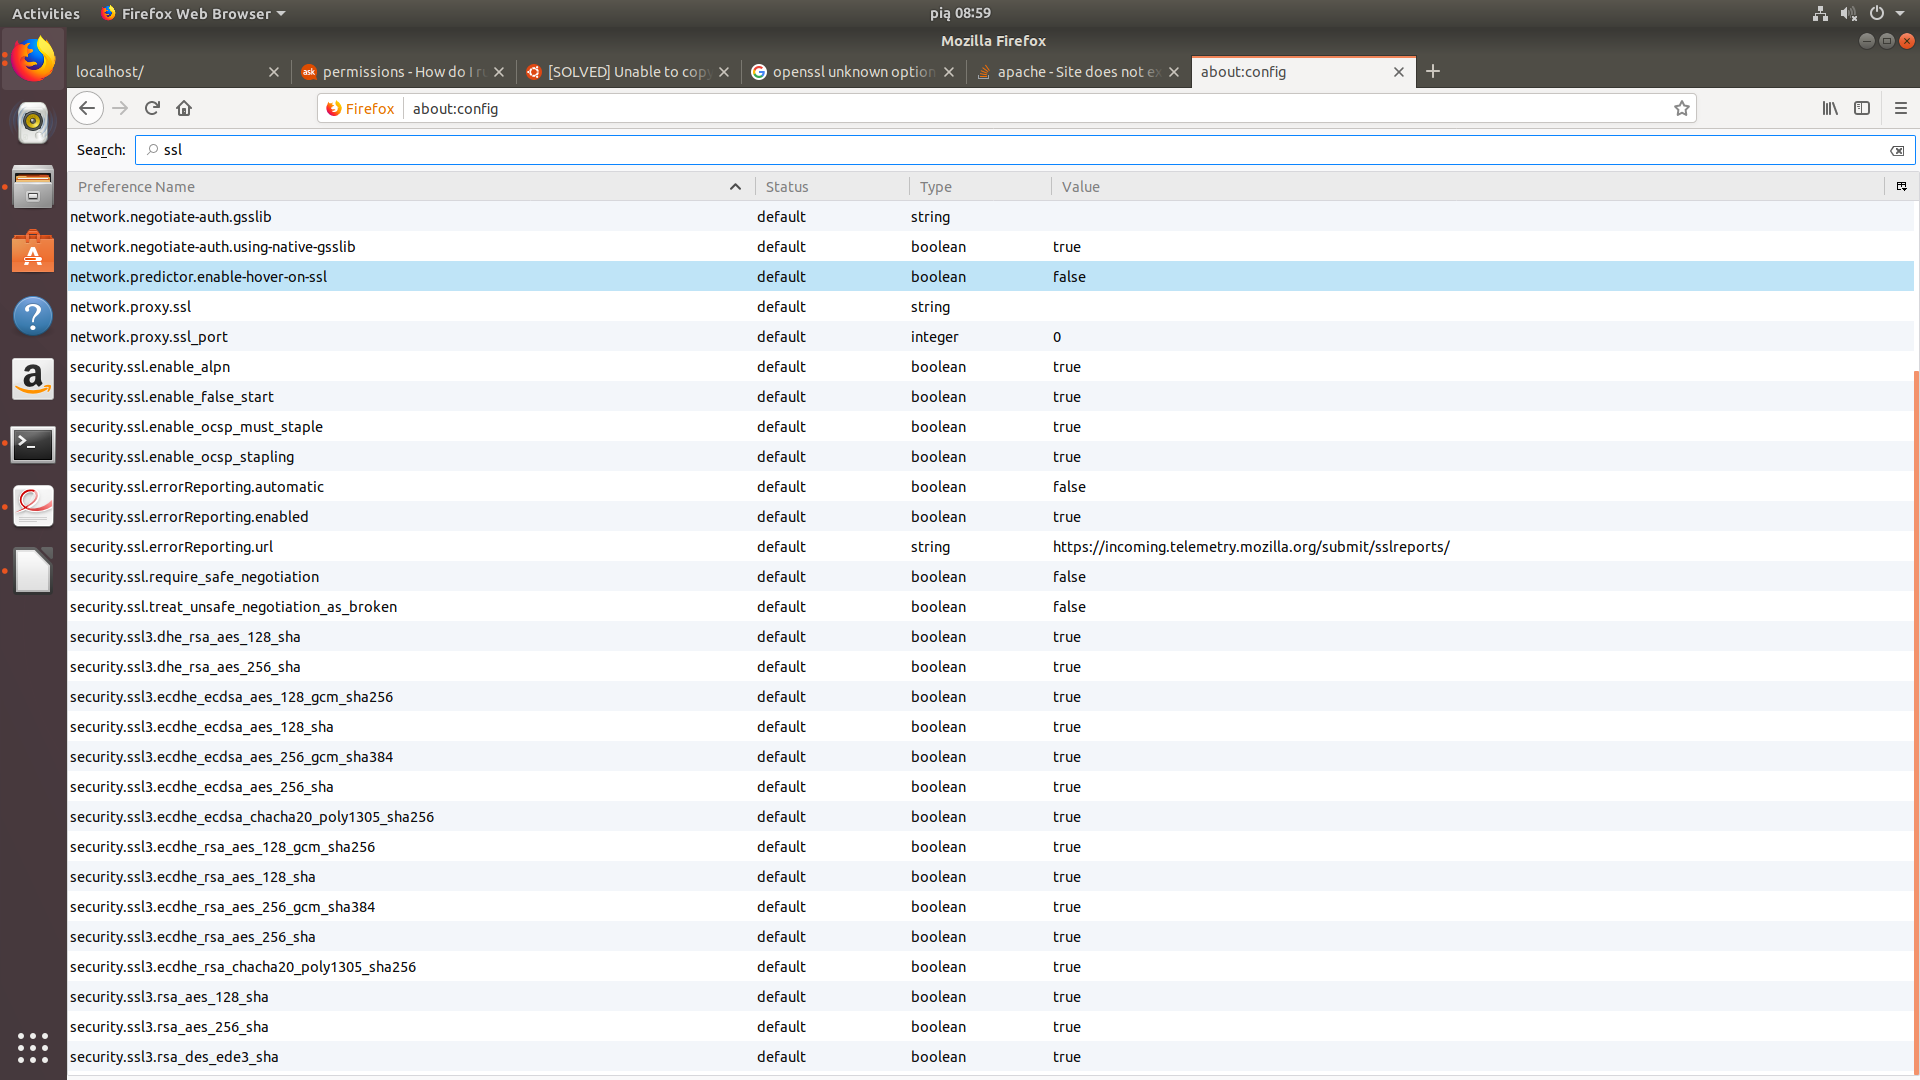 Activities Firefox Web Browser pią 08:59
Mozilla Firefox
localhost/ ask permissions - How do I ru [SOLVED] Unable to copy openssl unknown option apache - Site does not ex about:config
Firefox about:config
Search: ssl
Preference Name Status Type Value
network.negotiate-auth.gsslib default string
network.negotiate-auth.using-native-gsslib default boolean true
network.predictor.enable-hover-on-ssl default boolean false
network.proxy.ssl default string
network.proxy.ssl_port default integer 0
security.ssl.enable_alpn default boolean true
security.ssl.enable_false_start default boolean true
security.ssl.enable_ocsp_must_staple default boolean true
security.ssl.enable_ocsp_stapling default boolean true
security.ssl.errorReporting.automatic default boolean false
security.ssl.errorReporting.enabled default boolean true
security.ssl.errorReporting.url default string https://incoming.telemetry.mozilla.org/submit/sslreports/
security.ssl.require_safe_negotiation default boolean false
security.ssl.treat_unsafe_negotiation_as_broken default boolean false
security.ssl3.dhe_rsa_aes_128_sha default boolean true
security.ssl3.dhe_rsa_aes_256_sha default boolean true
security.ssl3.ecdhe_ecdsa_aes_128_gcm_sha256 default boolean true
security.ssl3.ecdhe_ecdsa_aes_128_sha default boolean true
security.ssl3.ecdhe_ecdsa_aes_256_gcm_sha384 default boolean true
security.ssl3.ecdhe_ecdsa_aes_256_sha default boolean true
security.ssl3.ecdhe_ecdsa_chacha20_poly1305_sha256 default boolean true
security.ssl3.ecdhe_rsa_aes_128_gcm_sha256 default boolean true
security.ssl3.ecdhe_rsa_aes_128_sha default boolean true
security.ssl3.ecdhe_rsa_aes_256_gcm_sha384 default boolean true
security.ssl3.ecdhe_rsa_aes_256_sha default boolean true
security.ssl3.ecdhe_rsa_chacha20_poly1305_sha256 default boolean true
security.ssl3.rsa_aes_128_sha default boolean true
security.ssl3.rsa_aes_256_sha default boolean true
security.ssl3.rsa_des_ede3_sha default boolean true